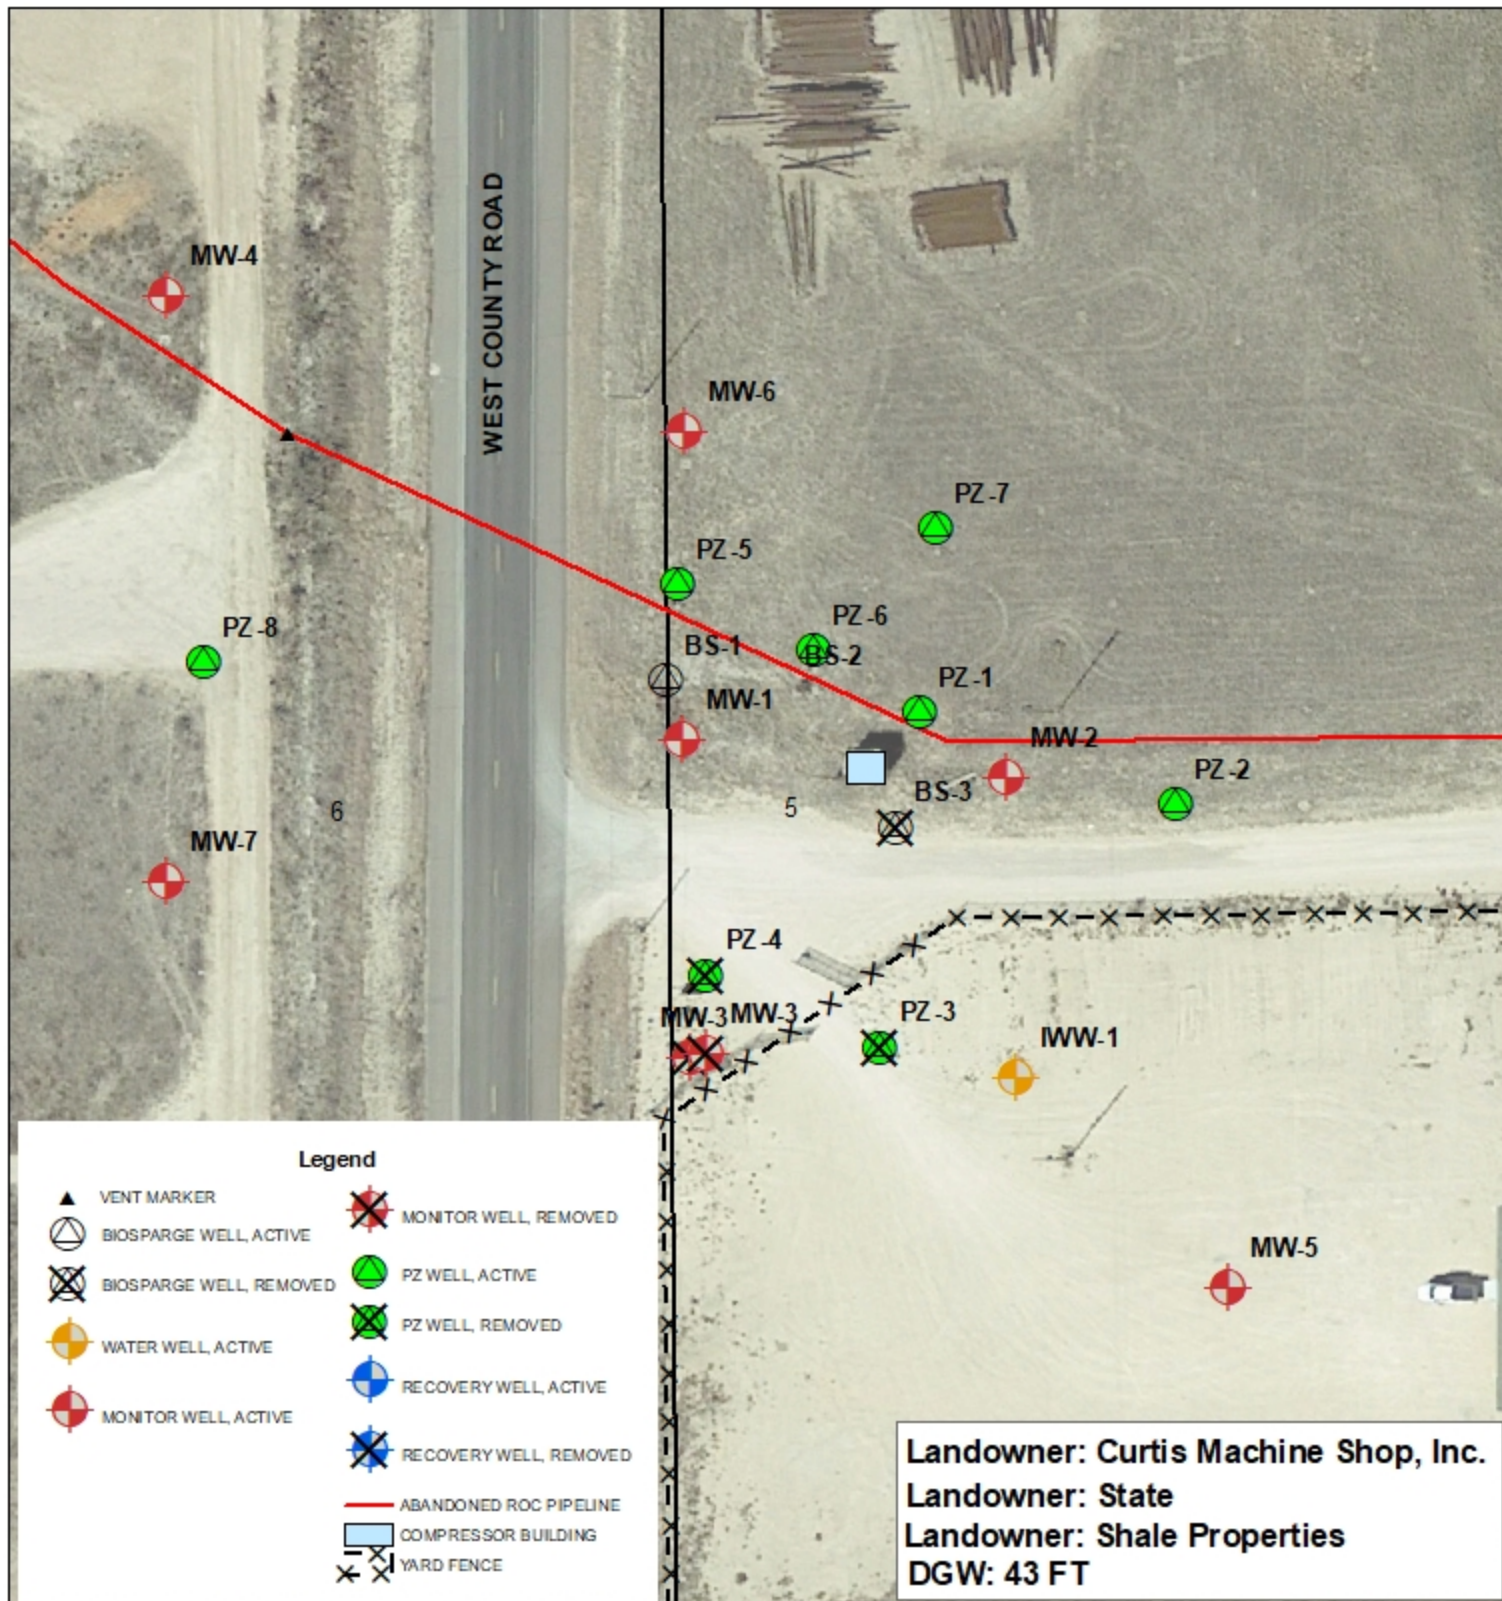 WEST COUNTY ROAD
MW-4
MW-6
PZ-7
PZ-5
PZ-6
PZ-8
BS-1
BS-2
PZ-1
MW-1
MW-2
PZ-2
BS-3
6
5
MW-7
PZ-4
MW-3
MW-3
PZ-3
IWW-1
MW-5
Legend
VENT MARKER
BIOSPARGE WELL, ACTIVE
BIOSPARGE WELL, REMOVED
WATER WELL, ACTIVE
MONITOR WELL, ACTIVE
MONITOR WELL, REMOVED
PZ WELL, ACTIVE
PZ WELL, REMOVED
RECOVERY WELL, ACTIVE
RECOVERY WELL, REMOVED
ABANDONED ROC PIPELINE
COMPRESSOR BUILDING
YARD FENCE
Landowner: Curtis Machine Shop, Inc.
Landowner: State
Landowner: Shale Properties
DGW: 43 FT